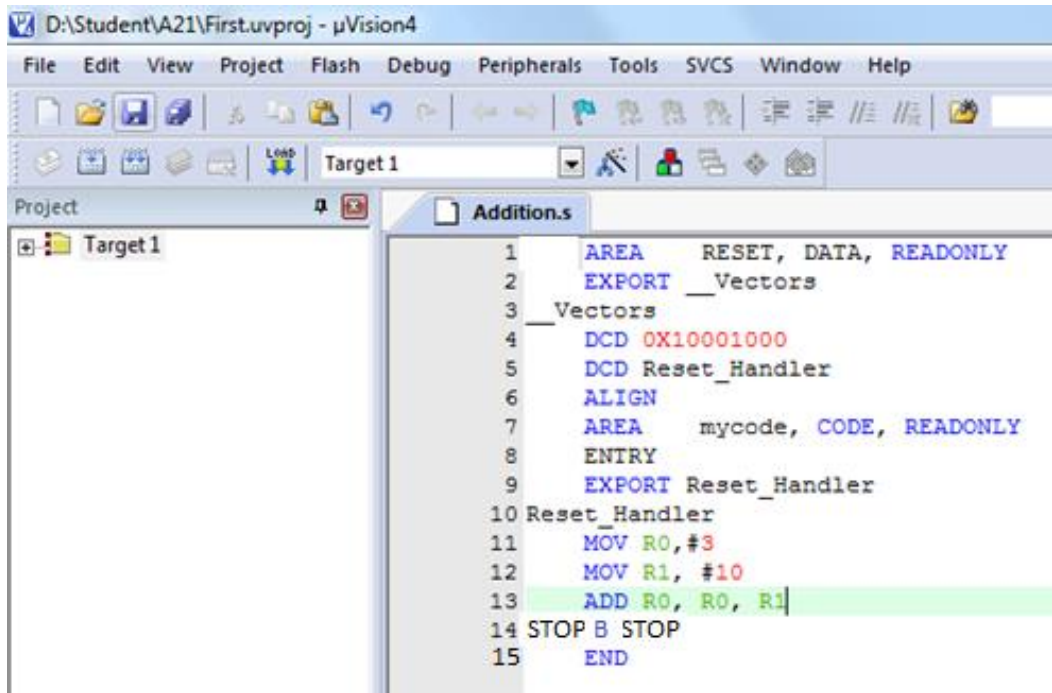 D:\Student\A21\First.uvproj - µVision4
File Edit View Project Flash Debug Peripherals Tools SVCS Window Help
LOAD Target 1
Project
Target 1
Addition.s
1 AREA RESET, DATA, READONLY
2 EXPORT __Vectors
3 __Vectors
4 DCD 0X10001000
5 DCD Reset_Handler
6 ALIGN
7 AREA mycode, CODE, READONLY
8 ENTRY
9 EXPORT Reset_Handler
10 Reset_Handler
11 MOV R0,#3
12 MOV R1, #10
13 ADD R0, R0, R1
14 STOP B STOP
15 END